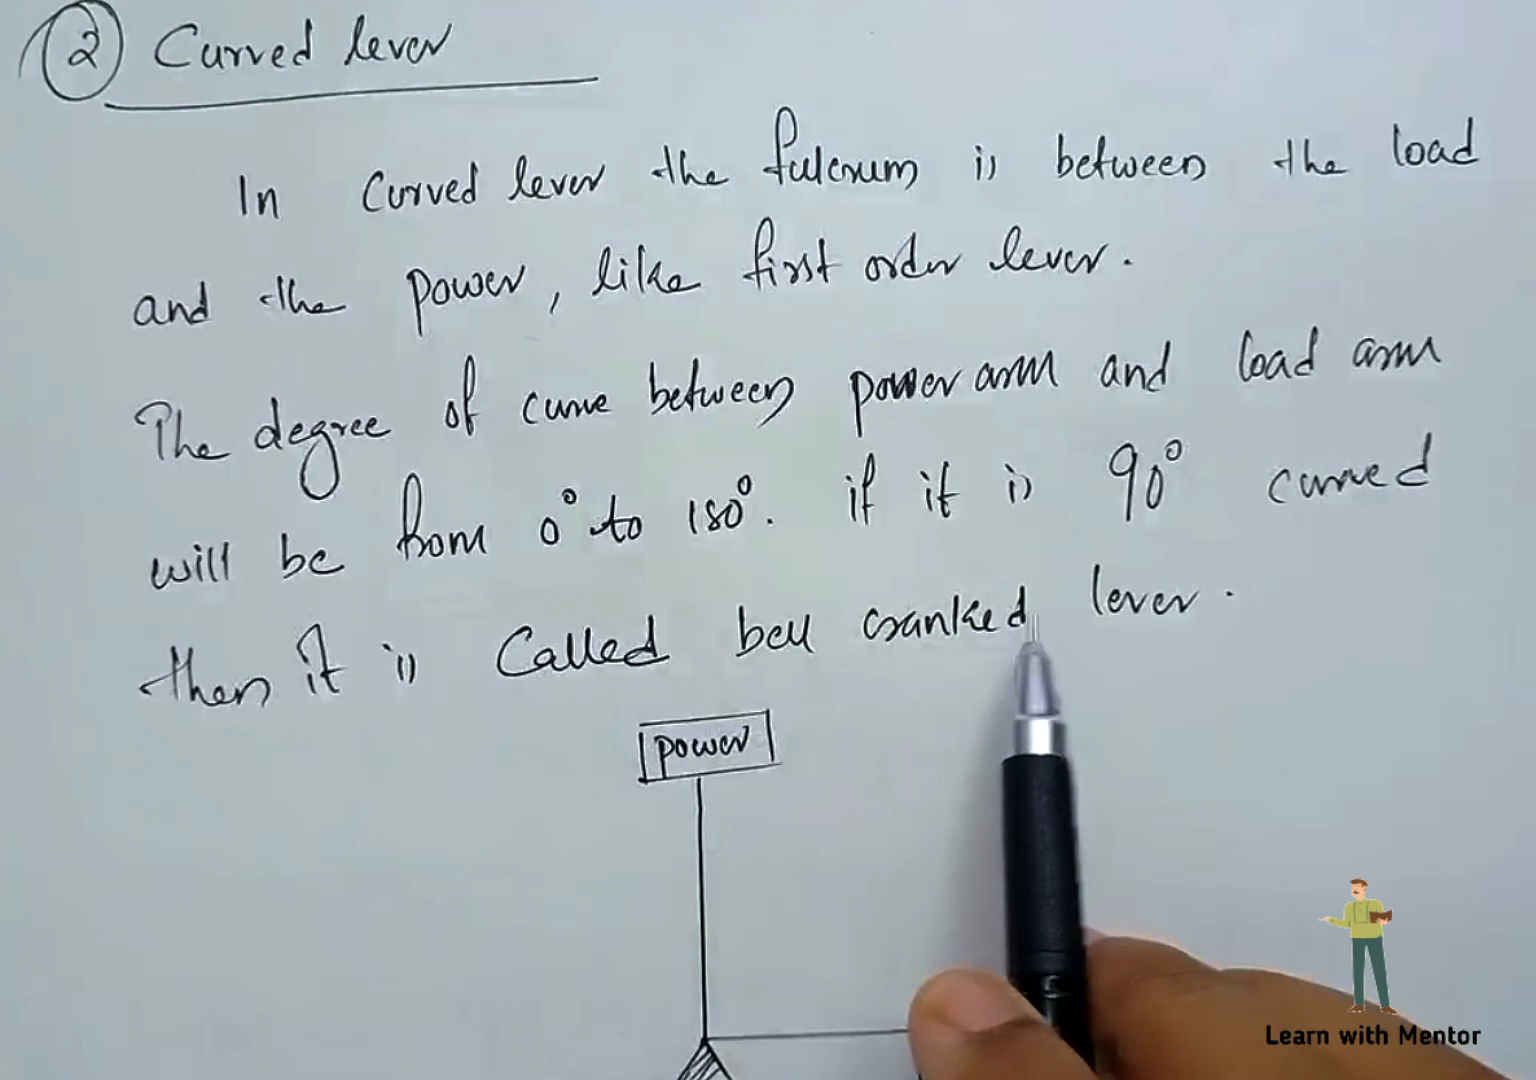 2 Curved lever
In curved lever the fulcrum is between the load
and the power, like first order lever.
The degree of curve between power arm and load arm
will be from 0° to 180°. if it is 90° curved
then it is called bell cranked lever.
power
Learn with Mentor